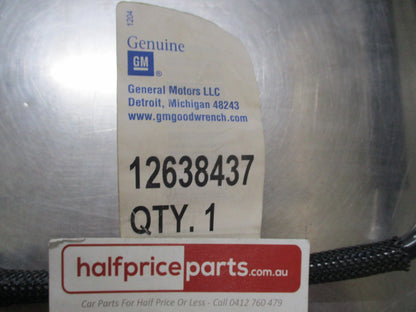 1204
Genuine
GM
®
General Motors LLC
Detroit, Michigan 48243
www.gmgoodwrench.com
12638437
QTY. 1
halfpriceparts.com.au
Car Parts For Half Price Or Less - Call 0412 760 479